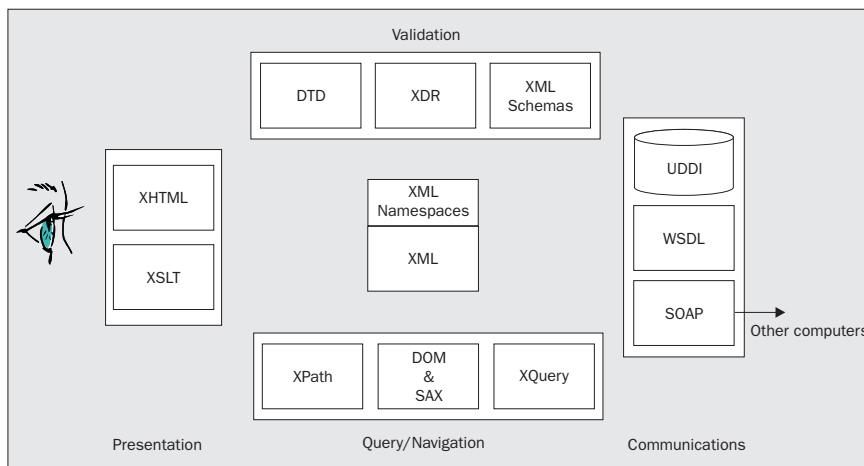 Validation
DTD
XDR
XML
Schemas
UDDI
XHTML
XML
Namespaces
WSDL
XML
XSLT
SOAP
Other computers
XPath
DOM
&
SAX
XQuery
Presentation
Query/Navigation
Communications